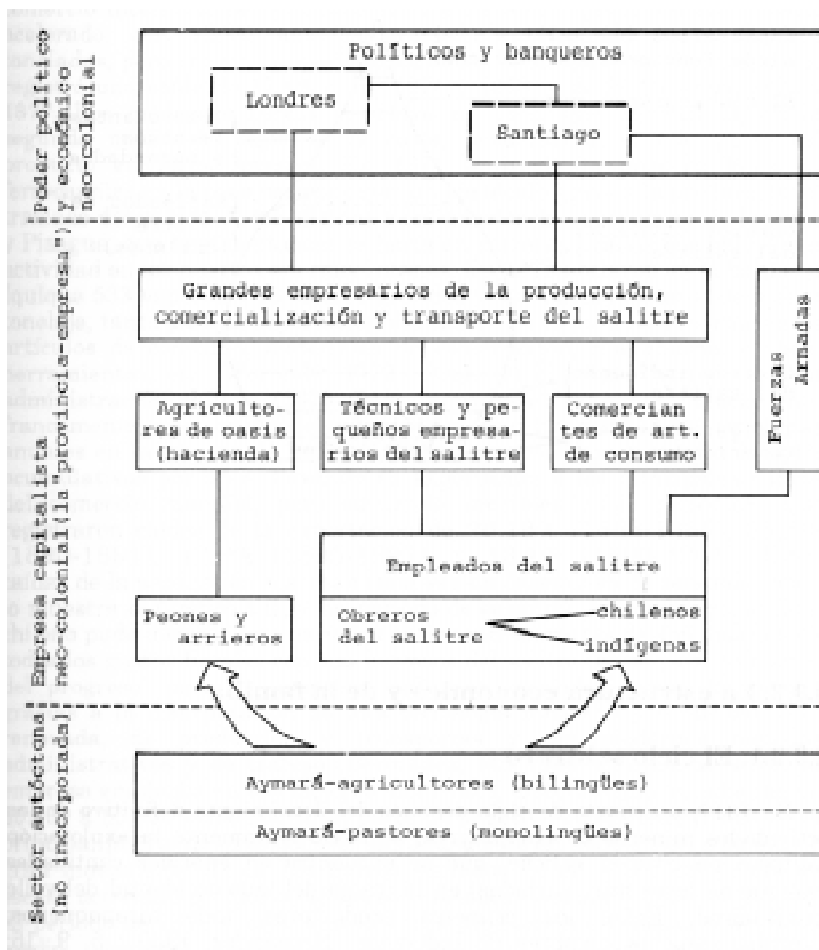 Políticos y banqueros
Londres
Santiago
Poder político
y económico
neo-colonial
Grandes empresarios de la producción,
comercialización y transporte del salitre
Agriculto-
res de oasis
(hacienda)
Técnicos y pe-
queños empresa-
rios del salitre
Comercian
tes de art.
de consumo
Fuerzas
Armadas
Empresa capitalista
neo-colonial (la "provincia-empresa")
Empleados del salitre
Peones y
arrieros
Obreros
del salitre
chilenos
indígenas
Sector autóctona
(no incorporada)
Aymará-agricultores (bilingües)
Aymará-pastores (monolingües)